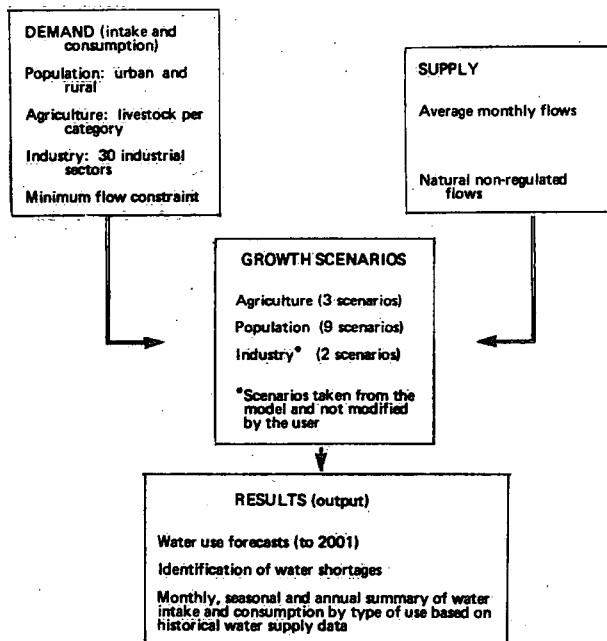 DEMAND (intake and
consumption)
Population: urban and
rural
Agriculture: livestock per
category
Industry: 30 industrial
sectors
Minimum flow constraint
SUPPLY
Average monthly flows
Natural non-regulated
flows
GROWTH SCENARIOS
Agriculture (3 scenarios)
Population (9 scenarios)
Industry* (2 scenarios)
*Scenarios taken from the
model and not modified
by the user
RESULTS (output)
Water use forecasts (to 2001)
Identification of water shortages
Monthly, seasonal and annual summary of water
intake and consumption by type of use based on
historical water supply data